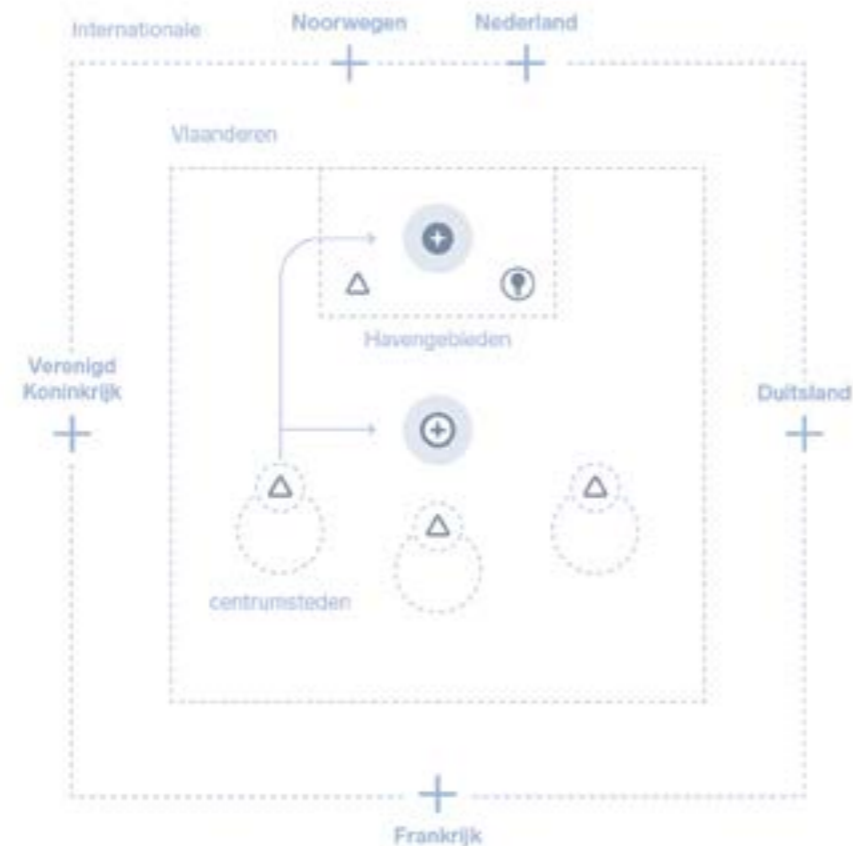 Internationale
Noorwegen
Nederland
Vlaanderen
Havengebieden
Verenigd
Koninkrijk
Duitsland
centrumsteden
Frankrijk